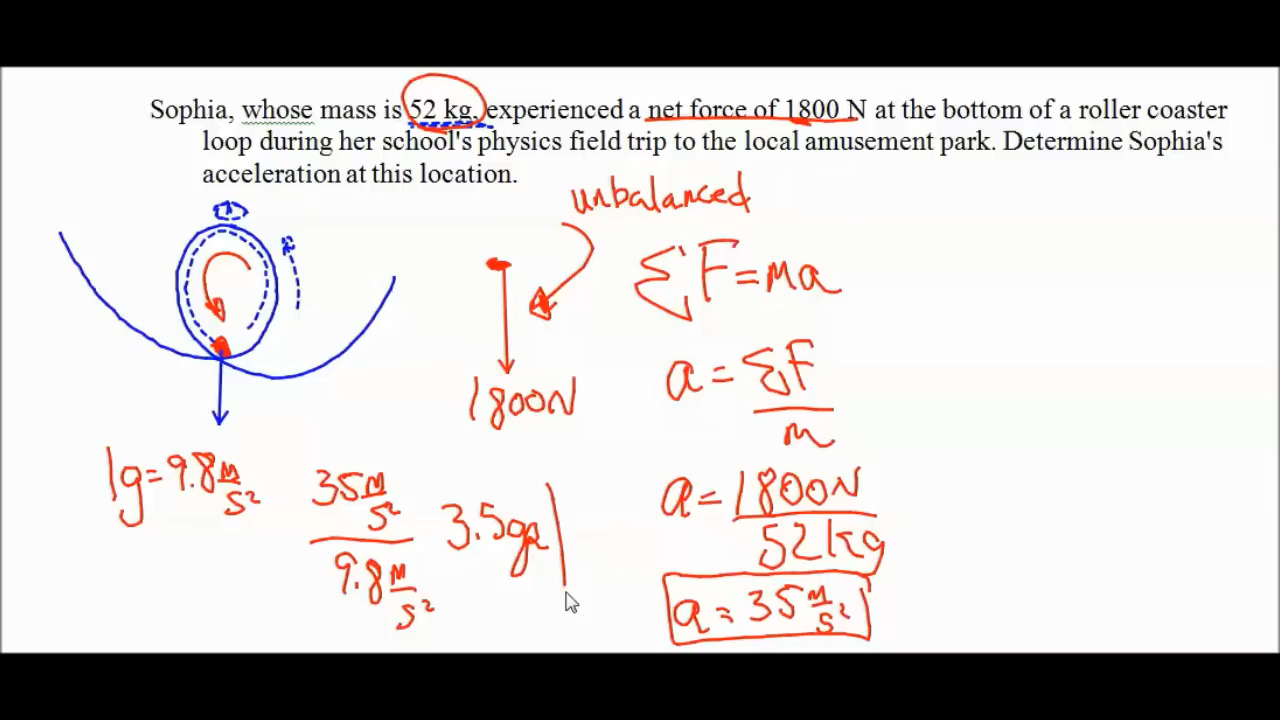 Sophia, whose mass is 52 kg, experienced a net force of 1800 N at the bottom of a roller coaster
loop during her school's physics field trip to the local amusement park. Determine Sophia's
acceleration at this location.
unbalanced
ΣF=ma
a=ΣF/m
1800N
1g=9.8 m/s²
35 m/s²
9.8 m/s²
3.5g's
a=1800N/52kg
a=35 m/s²